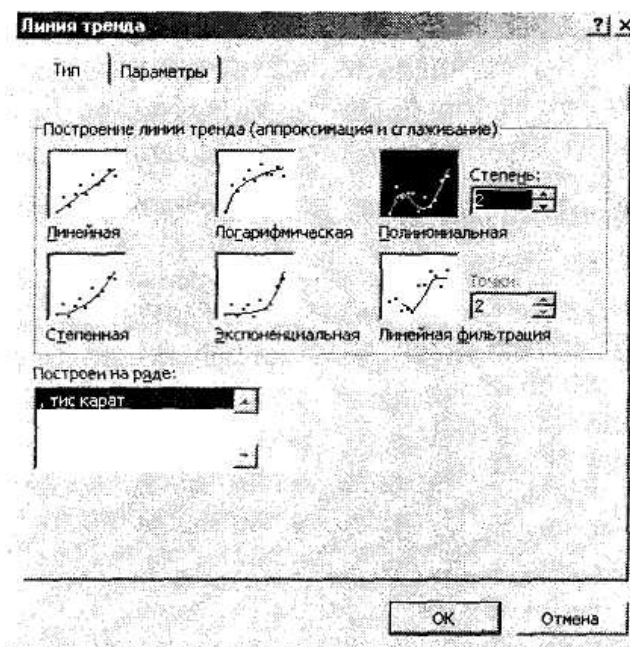 Линия тренда ? ×
Тип Параметры
Построение линии тренда (аппроксимация и сглаживание)
Линейная Логарифмическая Полиномиальная
Степень:
2
Степенная Экспоненциальная Линейная фильтрация
Точки:
2
Построен на ряде:
, тис карат
ОК Отмена